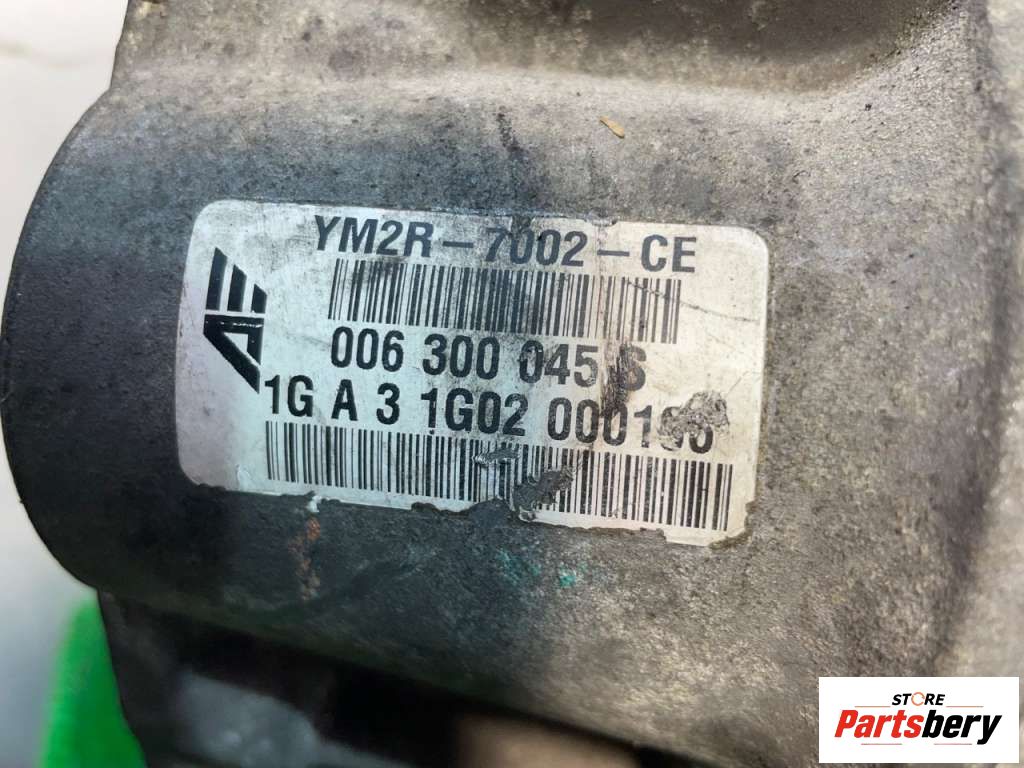 YM2R-7002-CE
006 300 045 S
1G A 3 1G02
STORE
Partsbery